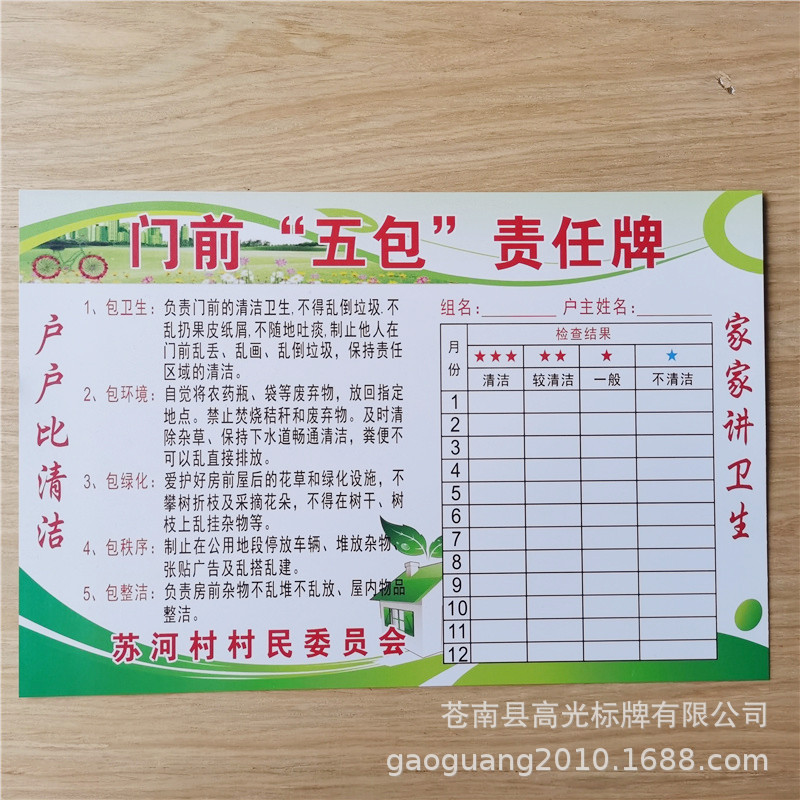 门前“五包”责任牌
户户比清洁
1、包卫生：负责门前的清洁卫生,不得乱倒垃圾.不
乱扔果皮纸屑,不随地吐痰,制止他人在
门前乱丢、乱画、乱倒垃圾，保持责任
区域的清洁。
2、包环境：自觉将农药瓶、袋等废弃物，放回指定
地点。禁止焚烧秸秆和废弃物。及时清
除杂草、保持下水道畅通清洁，粪便不
可以乱直接排放。
3、包绿化：爱护好房前屋后的花草和绿化设施，不
攀树折枝及采摘花朵，不得在树干、树
枝上乱挂杂物等。
4、包秩序：制止在公用地段停放车辆、堆放杂物，
张贴广告及乱搭乱建。
5、包整洁：负责房前杂物不乱堆不乱放、屋内物品
整洁。
苏河村村民委员会
组名：________ 户主姓名：________
月份 检查结果
★★★ ★★ ★ ★
清洁 较清洁 一般 不清洁
1
2
3
4
5
6
7
8
9
10
11
12
家家讲卫生
苍南县高光标牌有限公司
gaoguang2010.1688.com